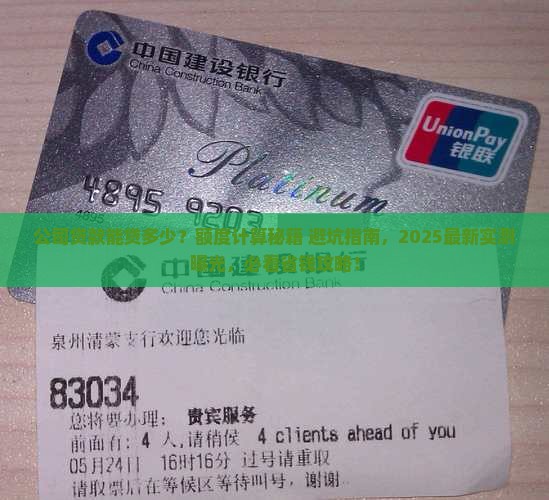 中国建设银行
China Construction Bank
UnionPay
银联
Platinum
4895 9203
公司贷款能贷多少？额度计算秘籍 避坑指南，2025最新实测
泉州清蒙支行欢迎您光临
83034
您将要办理： 贵宾服务
前面有: 4 人,请稍侯 4 clients ahead of you
05月24日 16时16分 过号请重取
请取票后在等候区等待叫号，谢谢